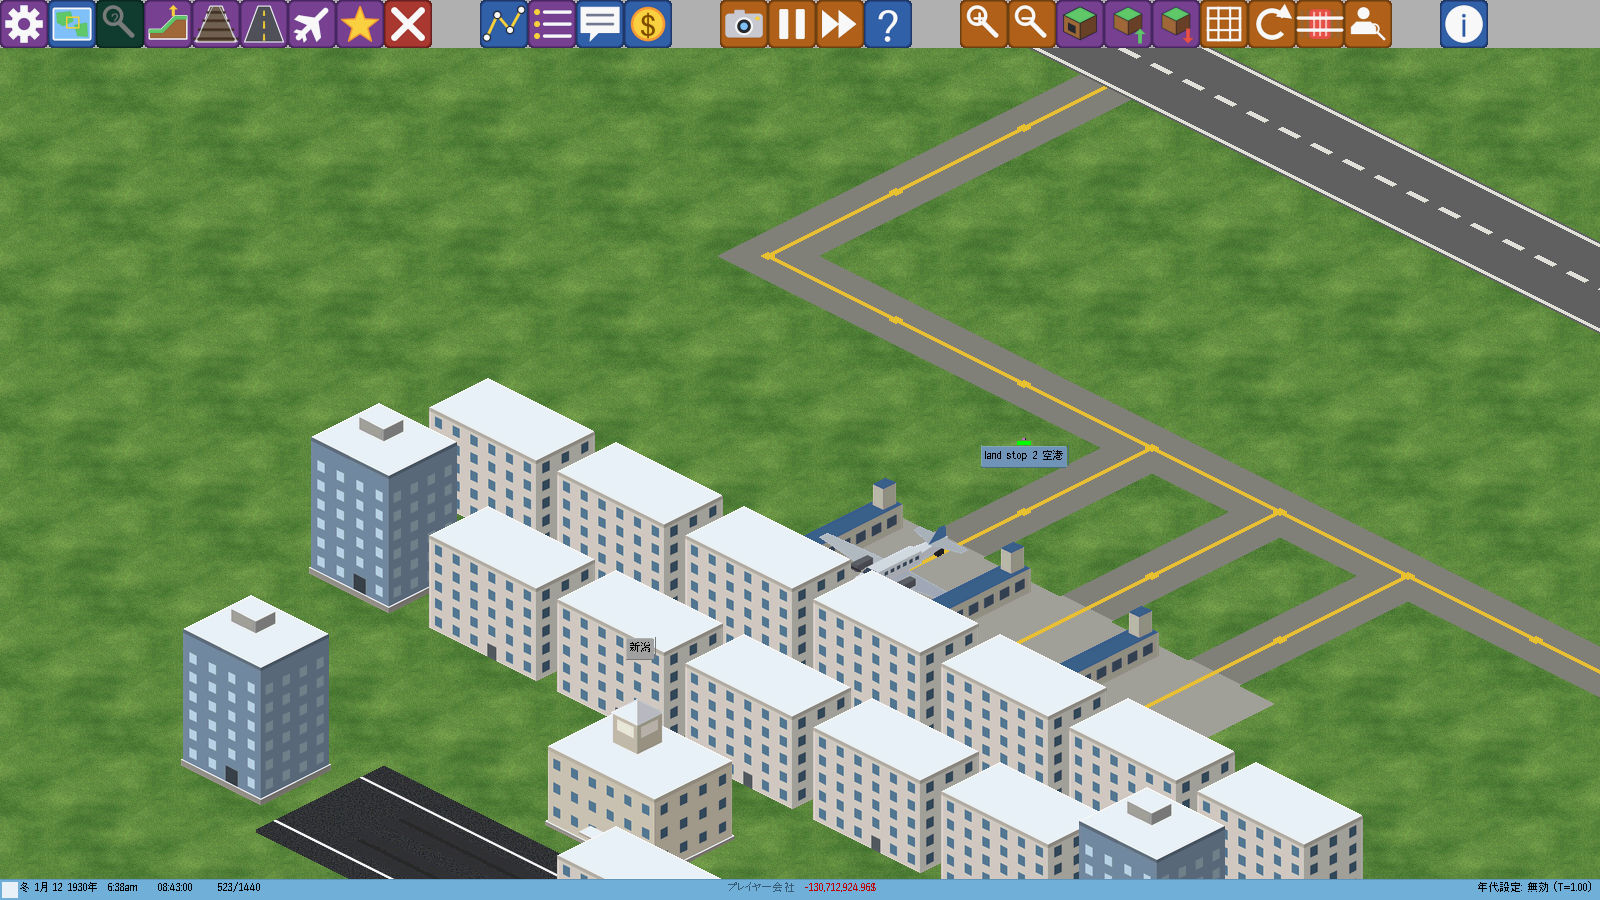 land stop 2 空港
新潟
冬 1月 12 1930年 6:38am 08:43:00 523/1440
プレイヤー会社 -130,712,924.96$
年代設定: 無効 (T=1.00)